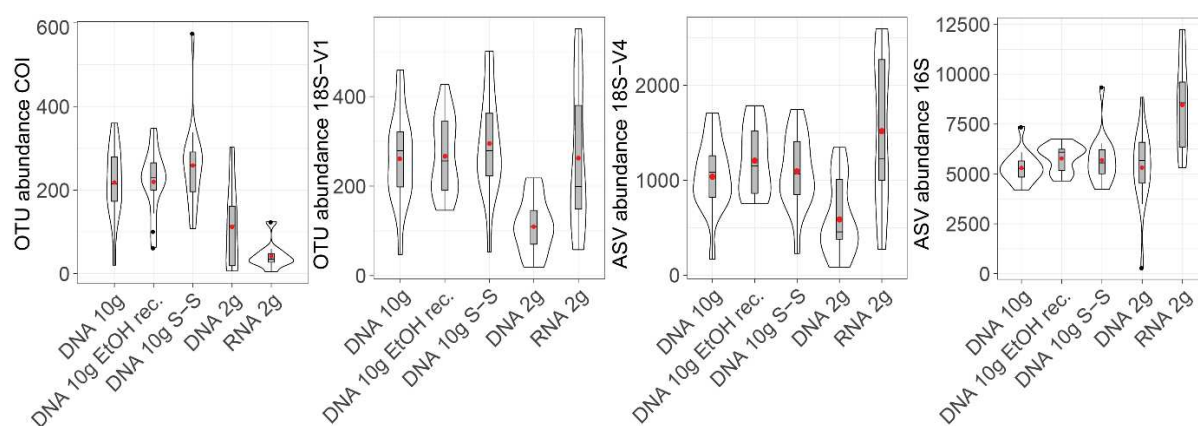 OTU abundance COI
600
400
200
0
DNA 10g
DNA 10g EtOH rec.
DNA 10g S-S
DNA 2g
RNA 2g
OTU abundance 18S-V1
400
200
0
DNA 10g
DNA 10g EtOH rec.
DNA 10g S-S
DNA 2g
RNA 2g
ASV abundance 18S-V4
2000
1000
0
DNA 10g
DNA 10g EtOH rec.
DNA 10g S-S
DNA 2g
RNA 2g
ASV abundance 16S
12500
10000
7500
5000
2500
0
DNA 10g
DNA 10g EtOH rec.
DNA 10g S-S
DNA 2g
RNA 2g